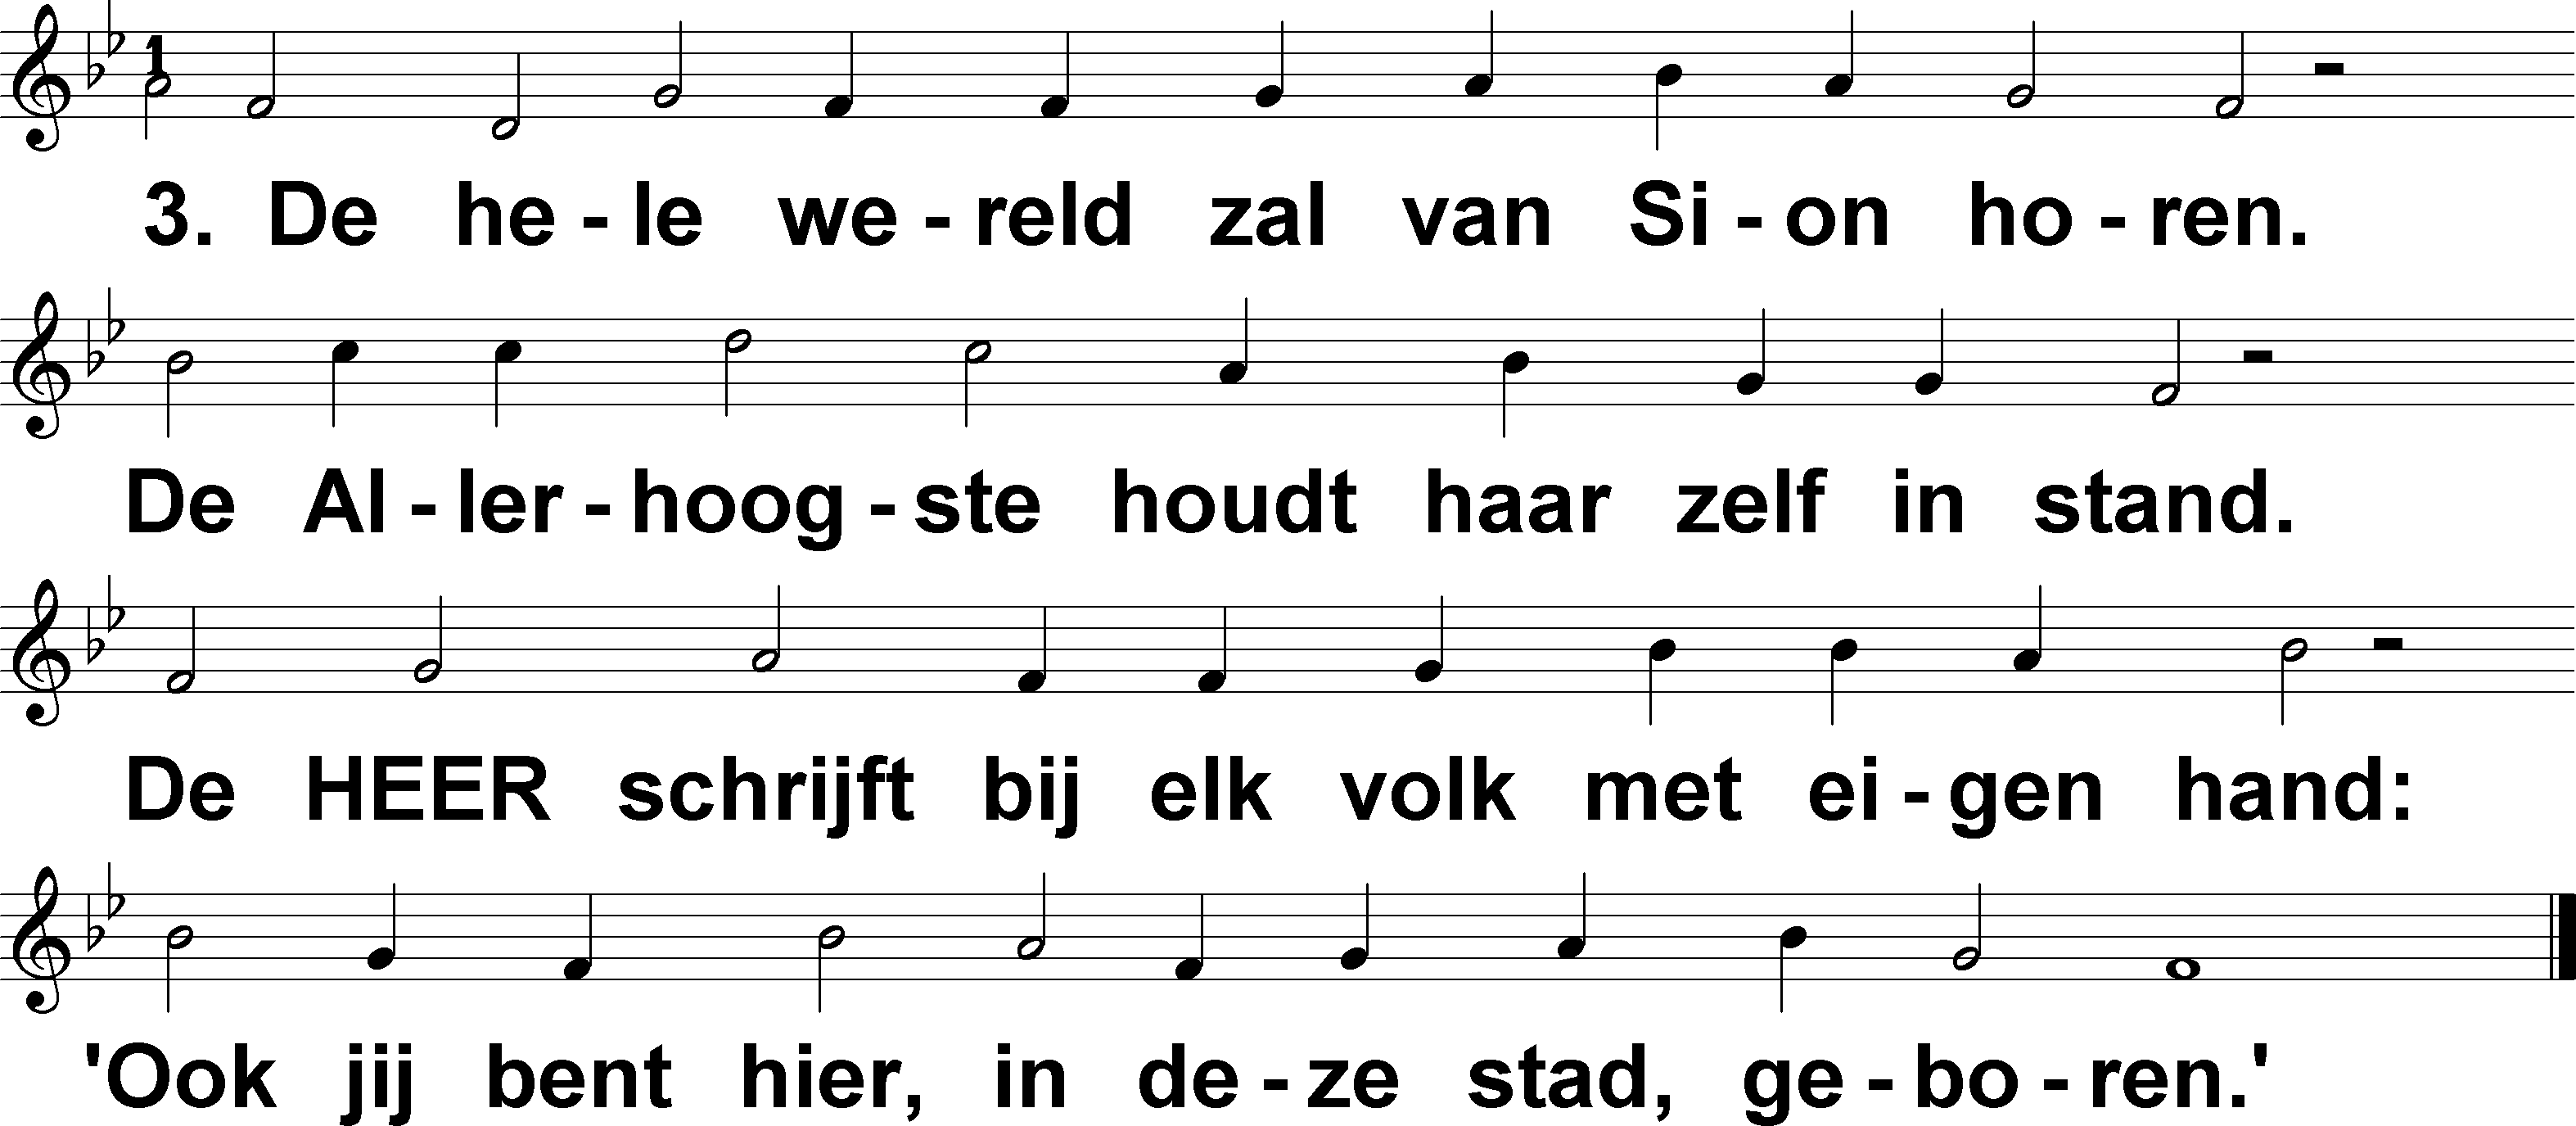 1
3. De he - le we - reld zal van Si - on ho - ren.
De Al - ler - hoog - ste houdt haar zelf in stand.
De HEER schrijft bij elk volk met ei - gen hand:
'Ook jij bent hier, in de - ze stad, ge - bo - ren.'